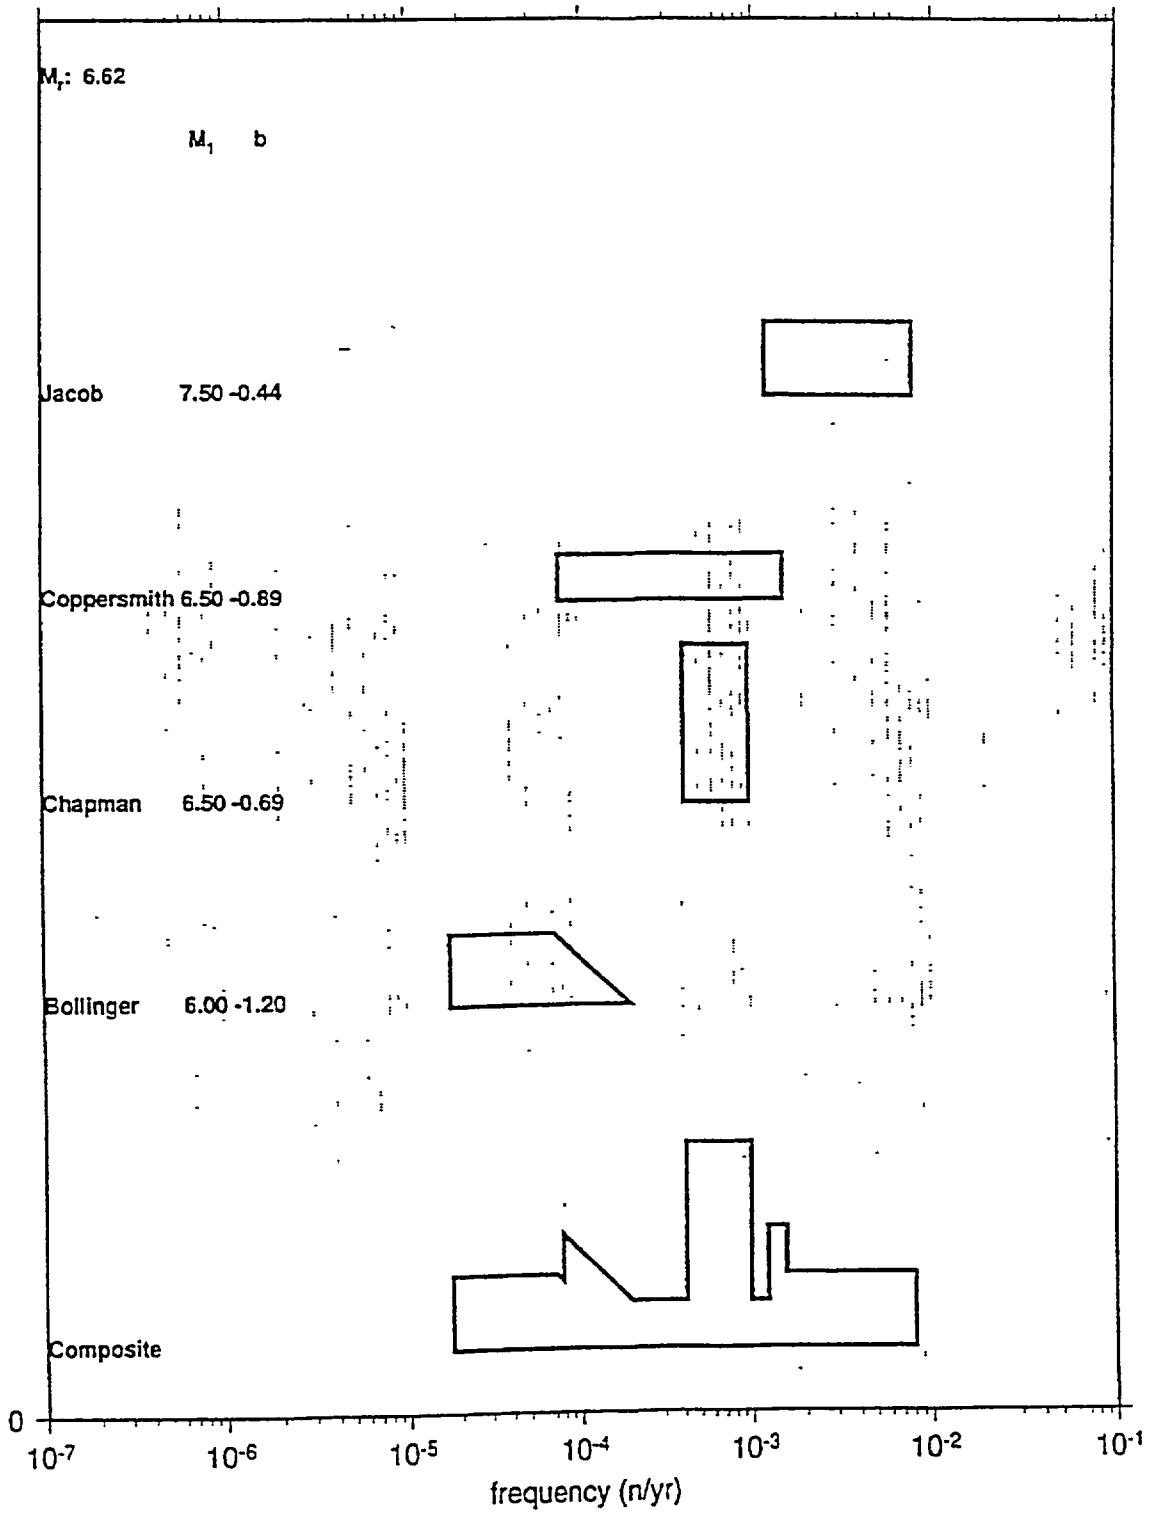 Mᵣ: 6.62
M₁ b
Jacob 7.50 -0.44
Coppersmith 6.50 -0.89
Chapman 6.50 -0.69
Bollinger 6.00 -1.20
Composite
0
10⁻⁷ 10⁻⁶ 10⁻⁵ 10⁻⁴ 10⁻³ 10⁻² 10⁻¹
frequency (n/yr)